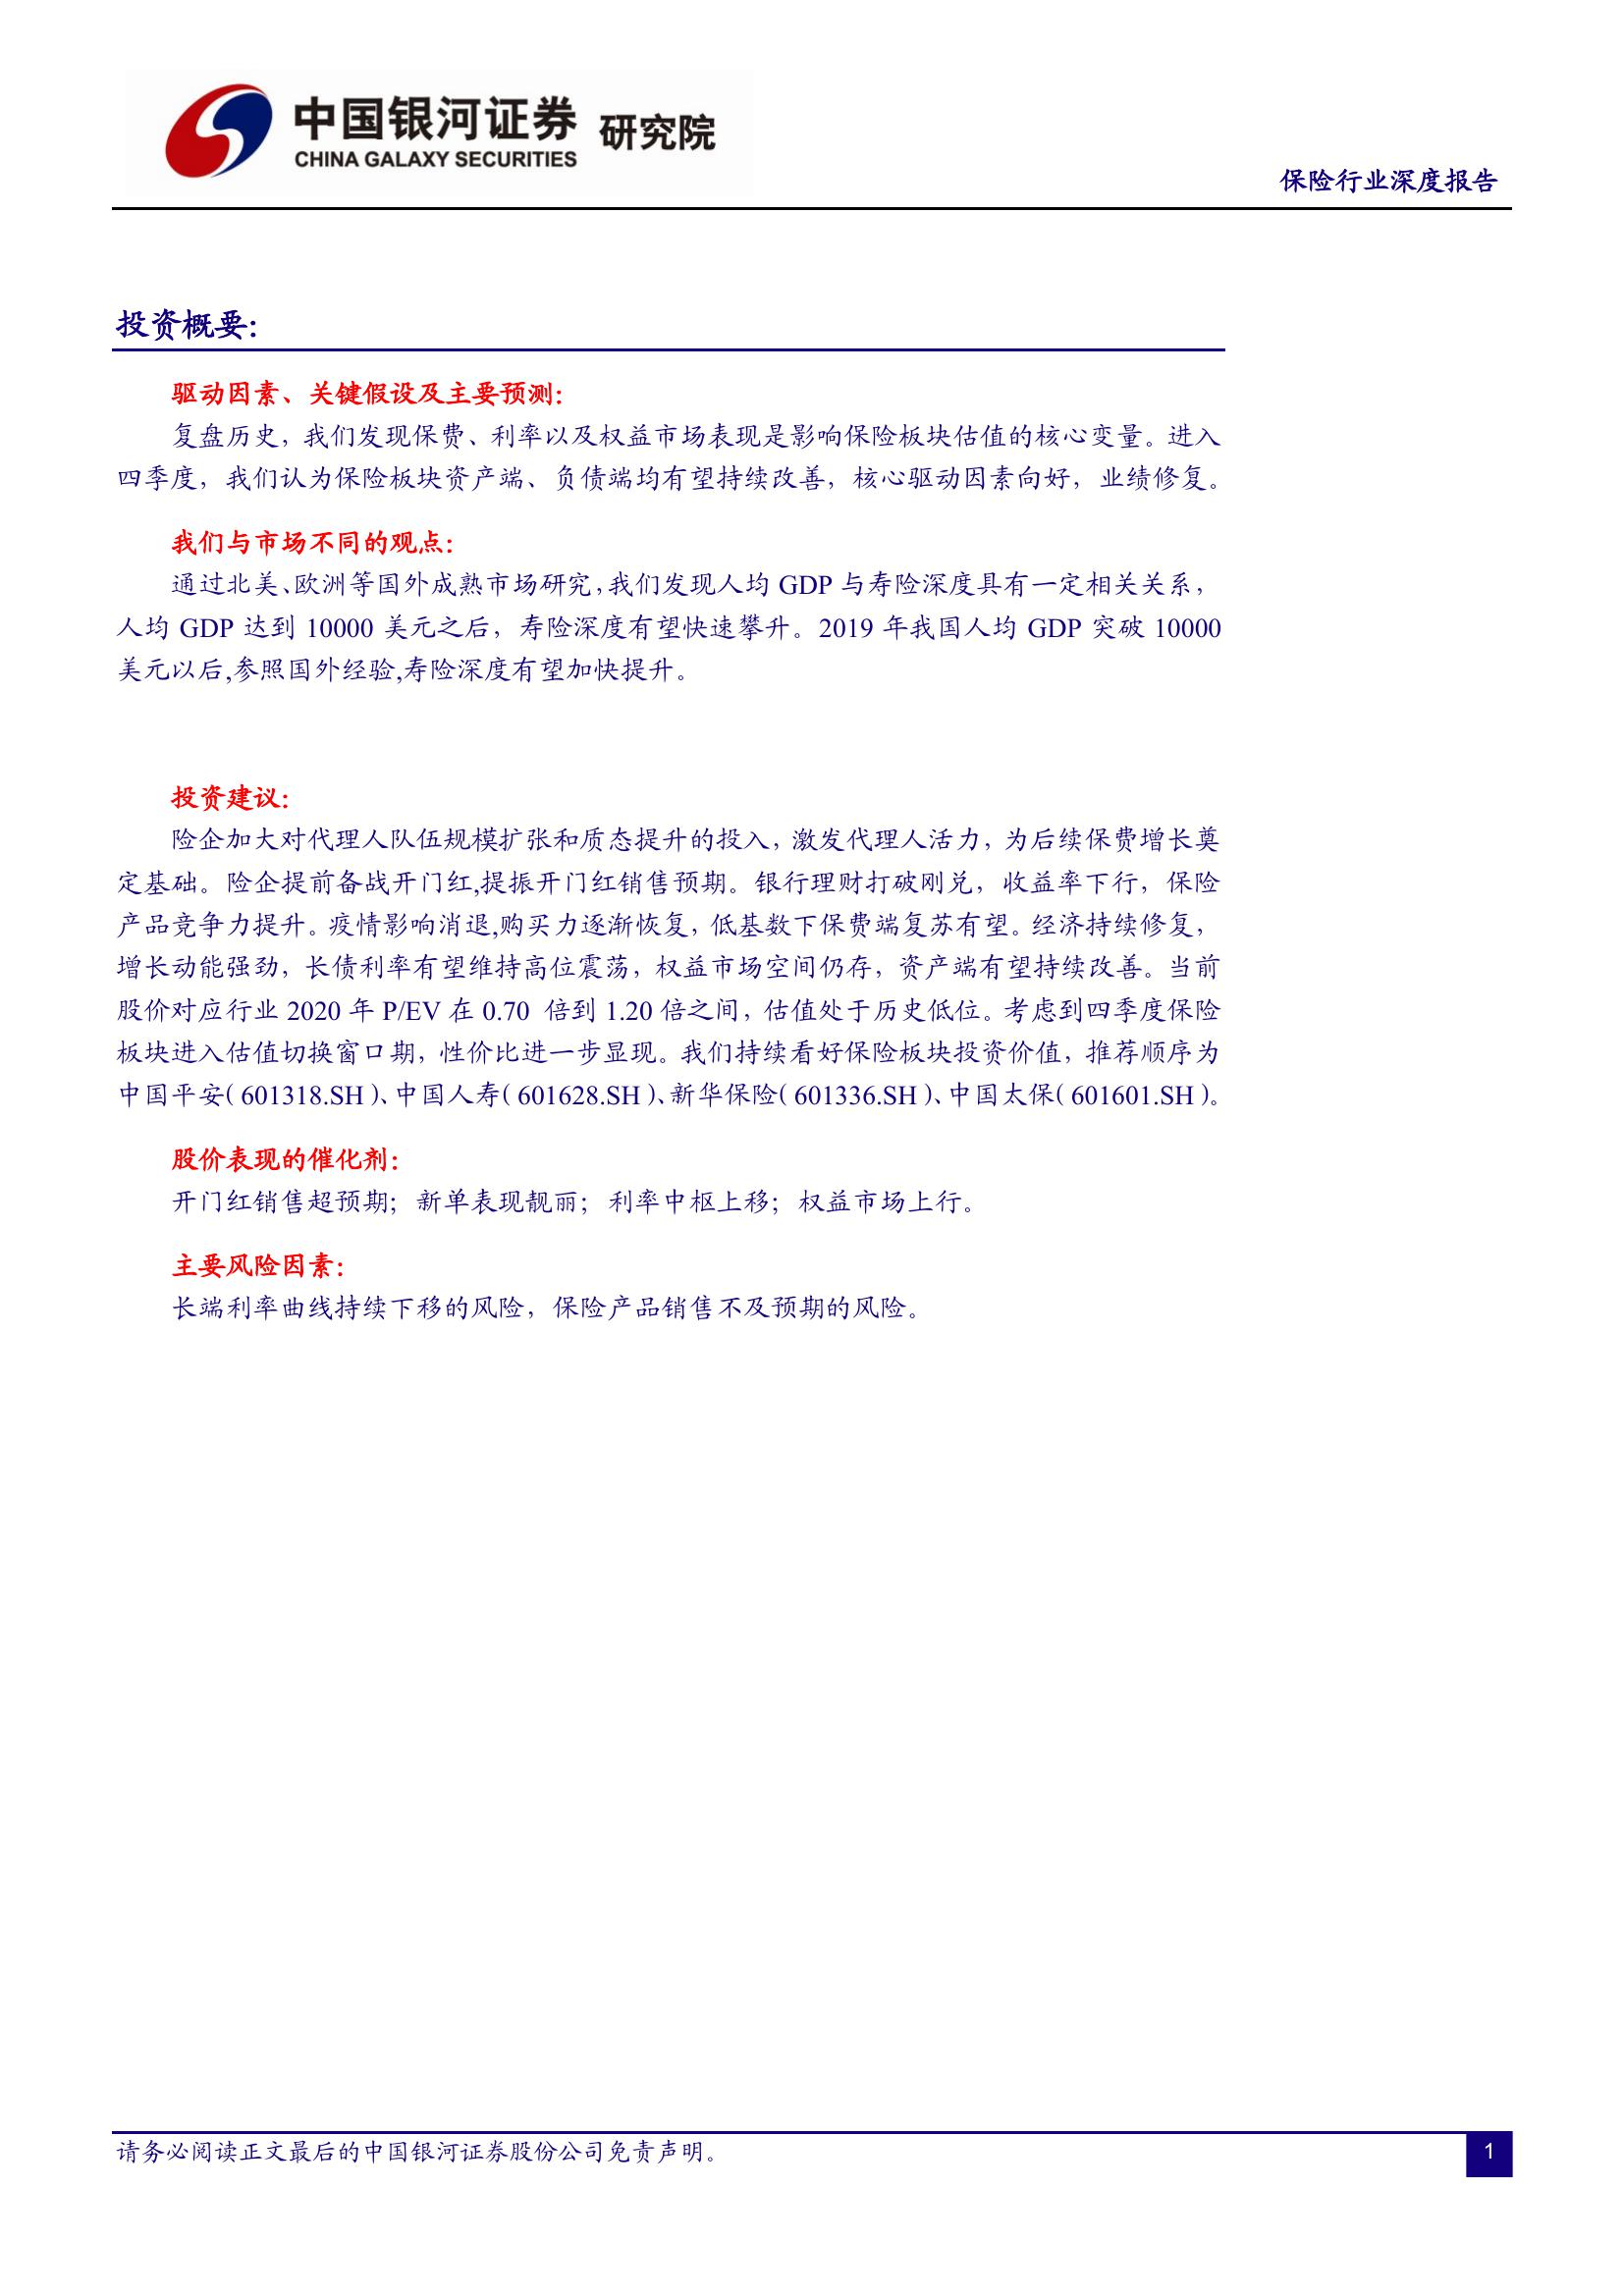 中国银河证券 研究院
CHINA GALAXY SECURITIES
保险行业深度报告
投资概要:
驱动因素、关键假设及主要预测:
复盘历史，我们发现保费、利率以及权益市场表现是影响保险板块估值的核心变量。进入
四季度，我们认为保险板块资产端、负债端均有望持续改善，核心驱动因素向好，业绩修复。
我们与市场不同的观点:
通过北美、欧洲等国外成熟市场研究,我们发现人均 GDP 与寿险深度具有一定相关关系，
人均 GDP 达到 10000 美元之后，寿险深度有望快速攀升。2019 年我国人均 GDP 突破 10000
美元以后,参照国外经验,寿险深度有望加快提升。
投资建议:
险企加大对代理人队伍规模扩张和质态提升的投入，激发代理人活力，为后续保费增长奠
定基础。险企提前备战开门红,提振开门红销售预期。银行理财打破刚兑，收益率下行，保险
产品竞争力提升。疫情影响消退,购买力逐渐恢复，低基数下保费端复苏有望。经济持续修复，
增长动能强劲，长债利率有望维持高位震荡，权益市场空间仍存，资产端有望持续改善。当前
股价对应行业 2020 年 P/EV 在 0.70 倍到 1.20 倍之间，估值处于历史低位。考虑到四季度保险
板块进入估值切换窗口期，性价比进一步显现。我们持续看好保险板块投资价值，推荐顺序为
中国平安（601318.SH）、中国人寿（601628.SH）、新华保险（601336.SH）、中国太保（601601.SH）。
股价表现的催化剂:
开门红销售超预期；新单表现靓丽；利率中枢上移；权益市场上行。
主要风险因素:
长端利率曲线持续下移的风险，保险产品销售不及预期的风险。
请务必阅读正文最后的中国银河证券股份公司免责声明。
1